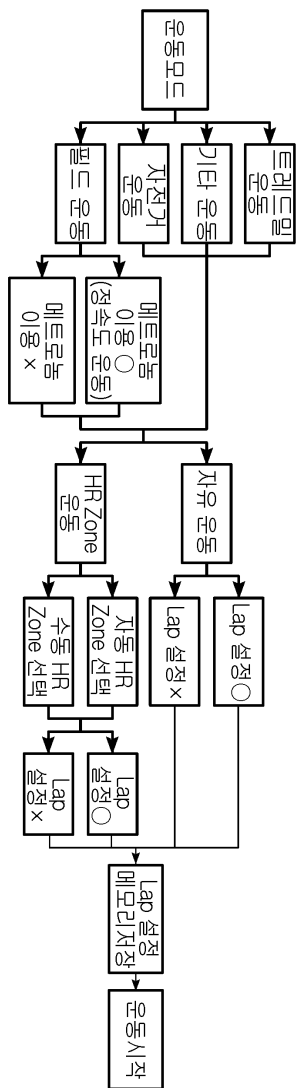 운동모드
트레드밀
운동
기타 운동
자전거
운동
필드 운동
메트로놈
이용 ○
(정속도 운동)
메트로놈
이용 ×
자유 운동
HR Zone
운동
Lap 설정○
Lap 설정×
자동 HR
Zone 선택
수동 HR
Zone 선택
Lap
설정○
Lap
설정×
Lap 설정
메모리저장
운동시작